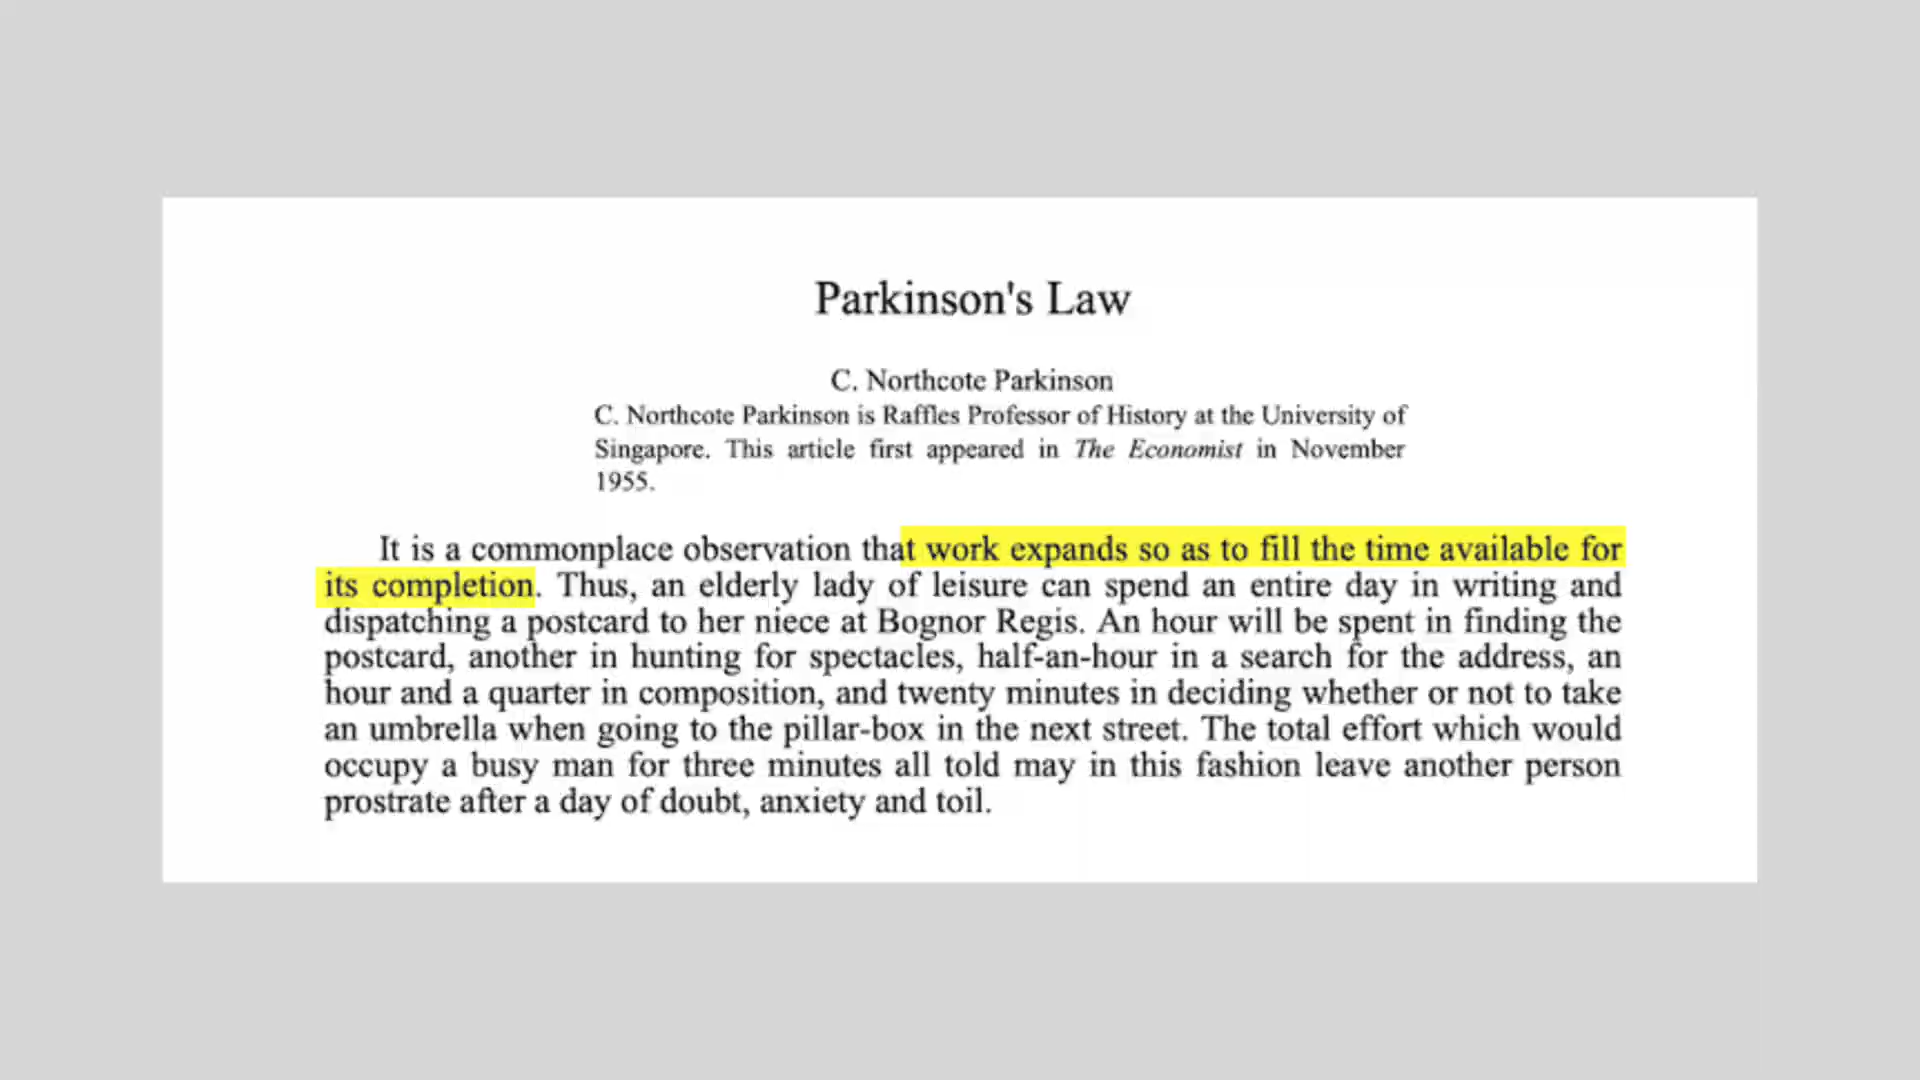 Parkinson's Law
C. Northcote Parkinson
C. Northcote Parkinson is Raffles Professor of History at the University of
Singapore. This article first appeared in The Economist in November
1955.
It is a commonplace observation that work expands so as to fill the time available for
its completion. Thus, an elderly lady of leisure can spend an entire day in writing and
dispatching a postcard to her niece at Bognor Regis. An hour will be spent in finding the
postcard, another in hunting for spectacles, half-an-hour in a search for the address, an
hour and a quarter in composition, and twenty minutes in deciding whether or not to take
an umbrella when going to the pillar-box in the next street. The total effort which would
occupy a busy man for three minutes all told may in this fashion leave another person
prostrate after a day of doubt, anxiety and toil.